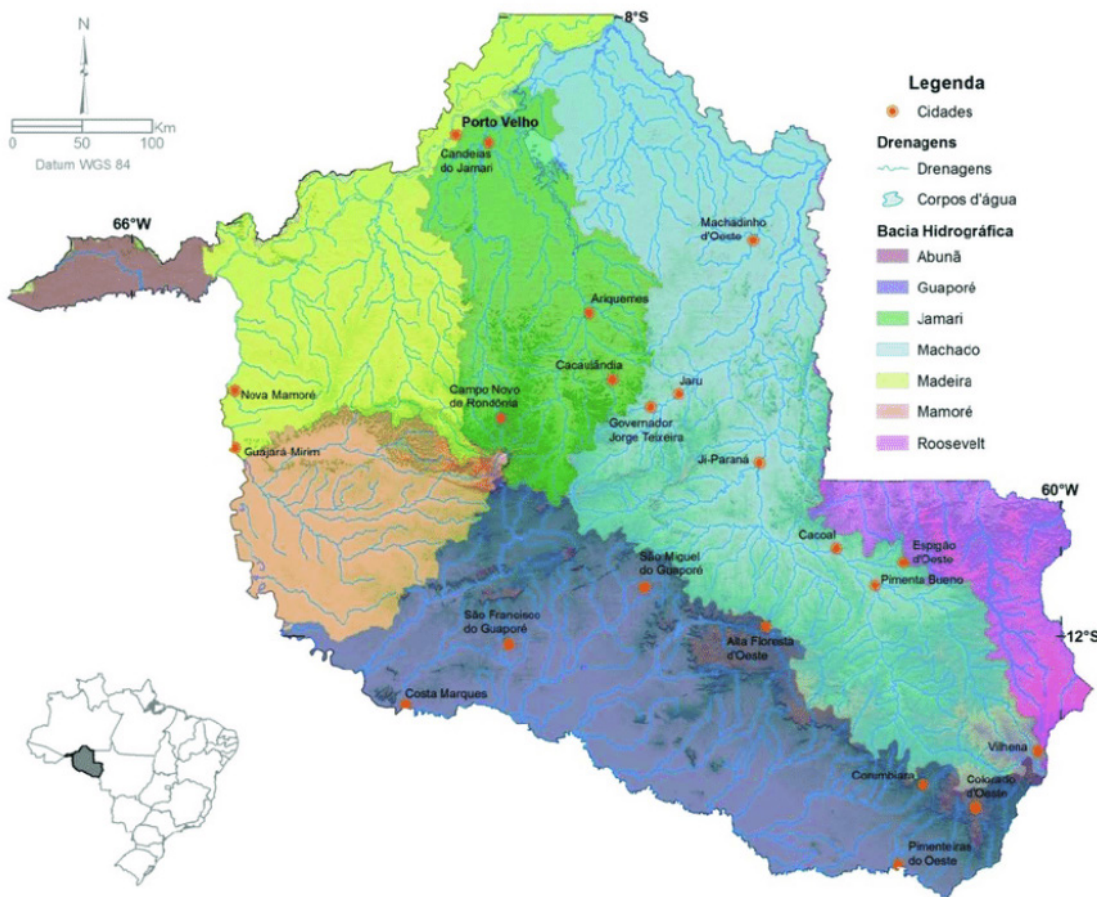 N
0
50
100
Km
Datum WGS 84
8°S
66°W
60°W
12°S
Porto Velho
Candeias
do Jamari
Machadinho
d'Oeste
Ariquemes
Cacaulândia
Jaru
Campo Novo
de Rondônia
Governador
Jorge Teixeira
Nova Mamoré
Guajará-Mirim
Ji-Paraná
Cacoal
Espigão
d'Oeste
Pimenta Bueno
São Miguel
do Guaporé
São Francisco
do Guaporé
Alta Floresta
d'Oeste
Costa Marques
Vilhena
Corumbiara
Colorado
d'Oeste
Pimenteiras
do Oeste
Legenda
Cidades
Drenagens
Drenagens
Corpos d'água
Bacia Hidrográfica
Abunã
Guaporé
Jamari
Machado
Madeira
Mamoré
Roosevelt